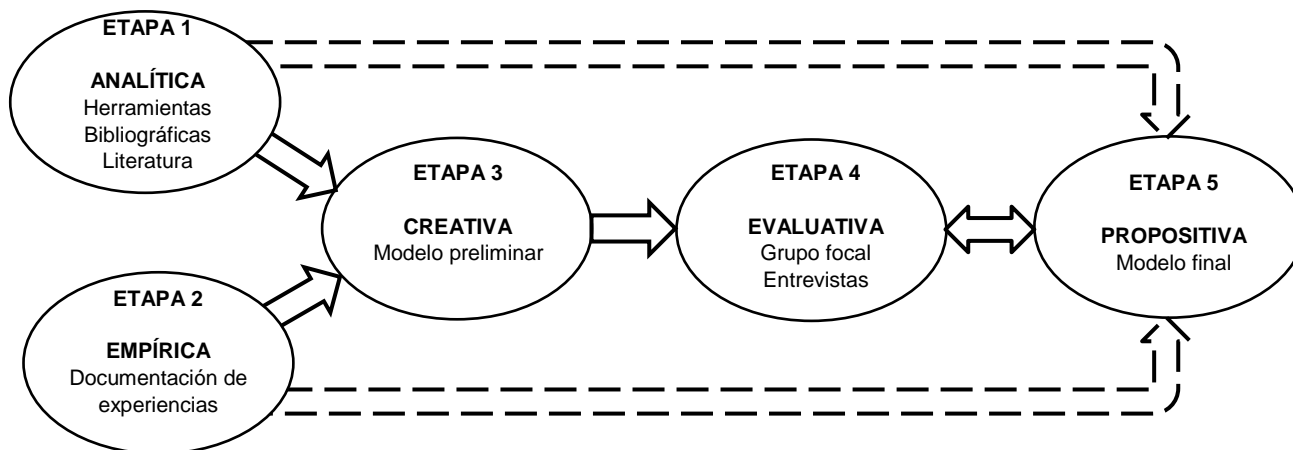 ETAPA 1
ANALÍTICA
Herramientas
Bibliográficas
Literatura
ETAPA 2
EMPÍRICA
Documentación de
experiencias
ETAPA 3
CREATIVA
Modelo preliminar
ETAPA 4
EVALUATIVA
Grupo focal
Entrevistas
ETAPA 5
PROPOSITIVA
Modelo final